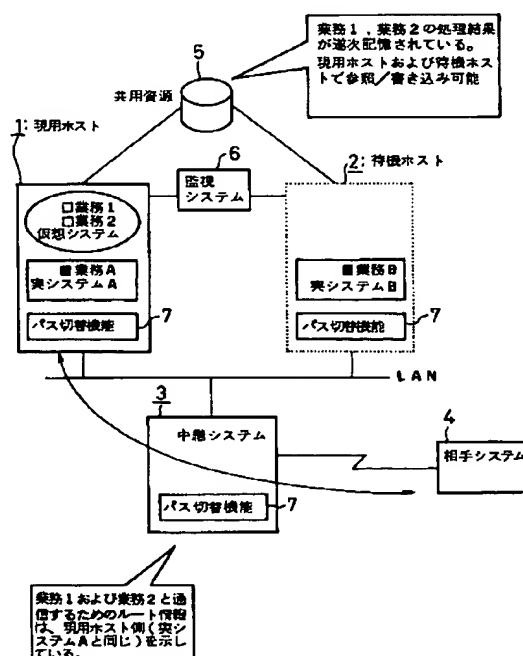 業務1，業務2の処理結果
が逐次記憶されている。
現用ホストおよび待機ホス
トで参照／書き込み可能
5
共用資源
1:現用ホスト
6
監視
システム
2:待機ホスト
□業務1
□業務2
仮想システム
■業務A
実システムA
パス切替機能
7
■業務B
実システムB
パス切替機能
7
LAN
3
中継システム
パス切替機能
7
4
相手システム
業務1および業務2と通
信するためのルート情報
は、現用ホスト側（実シ
ステムAと同じ）を示し
ている。